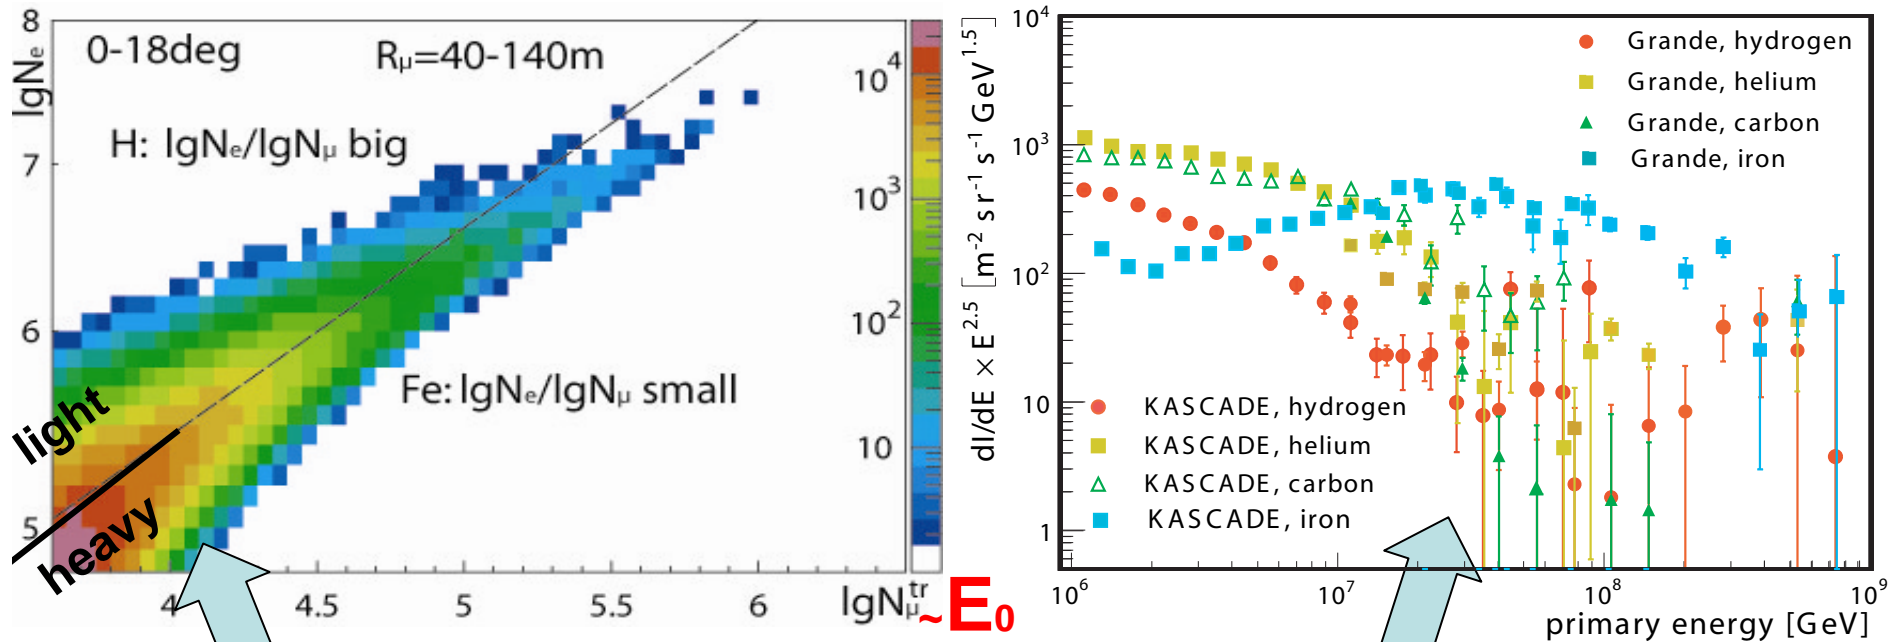 8
lgNe
0-18deg
Rμ=40-140m
H: lgNe/lgNμ big
7
6
Fe: lgNe/lgNμ small
light
5
heavy
4
4.5
5
5.5
6
lgNμ^tr
~E0
10^4
10^3
10^2
10
dI/dE × E^2.5 [m^-2 sr^-1 s^-1 GeV^1.5]
10^4
10^3
10^2
10
1
Grande, hydrogen
Grande, helium
Grande, carbon
Grande, iron
KASCADE, hydrogen
KASCADE, helium
KASCADE, carbon
KASCADE, iron
10^6
10^7
10^8
10^9
primary energy [GeV]